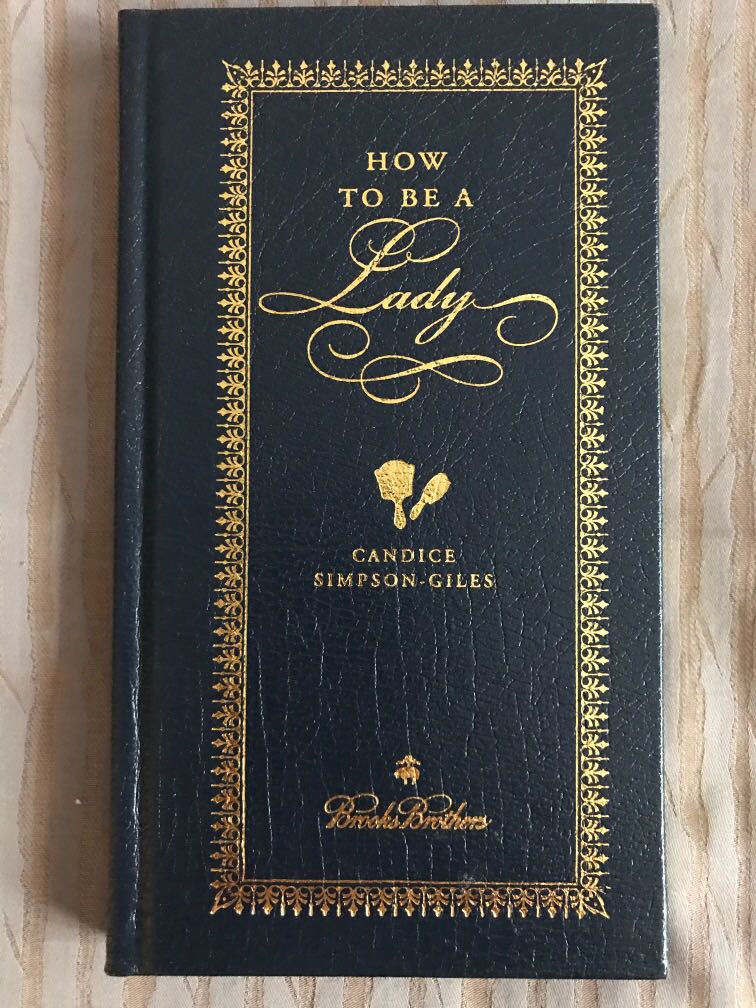 HOW
TO BE A
Lady
CANDICE
SIMPSON-GILES
Brooks Brothers